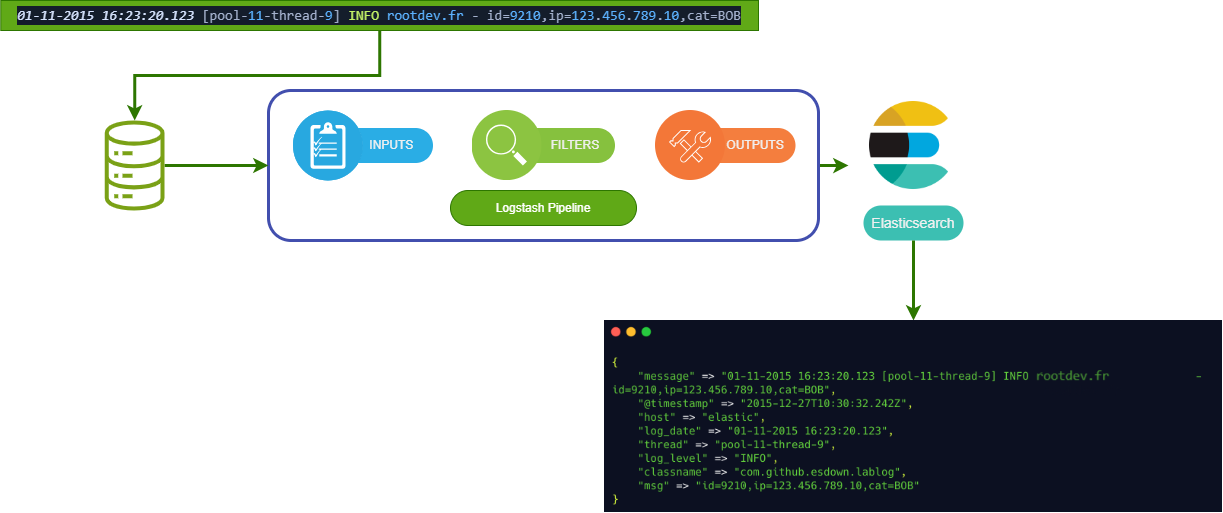 01-11-2015 16:23:20.123 [pool-11-thread-9] INFO rootdev.fr - id=9210,ip=123.456.789.10,cat=BOB
INPUTS
FILTERS
OUTPUTS
Logstash Pipeline
Elasticsearch
{
"message" => "01-11-2015 16:23:20.123 [pool-11-thread-9] INFO rootdev.fr -
id=9210,ip=123.456.789.10,cat=BOB",
"@timestamp" => "2015-12-27T10:30:32.242Z",
"host" => "elastic",
"log_date" => "01-11-2015 16:23:20.123",
"thread" => "pool-11-thread-9",
"log_level" => "INFO",
"classname" => "com.github.esdown.lablog",
"msg" => "id=9210,ip=123.456.789.10,cat=BOB"
}